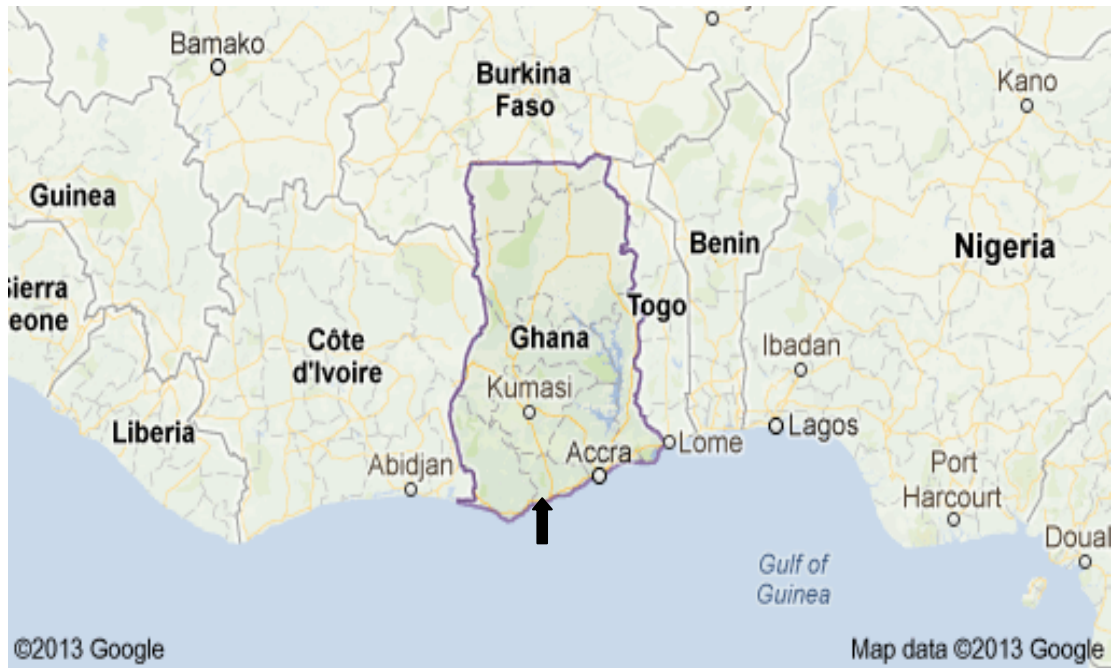 Bamako
Burkina
Faso
Kano
Guinea
Benin
Nigeria
Sierra
eone
Togo
Côte
d'Ivoire
Ghana
Ibadan
Kumasi
Liberia
Lagos
Lome
Abidjan
Accra
Port
Harcourt
Doual
Gulf of
Guinea
©2013 Google
Map data ©2013 Google